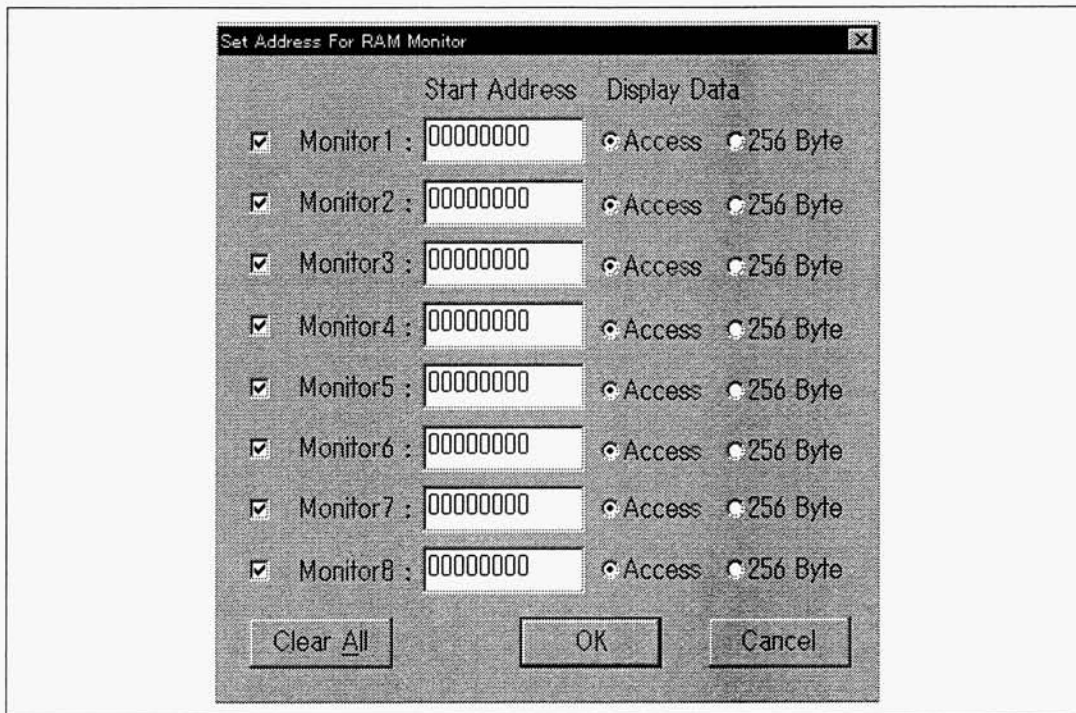 Set Address For RAM Monitor
Start Address Display Data
Monitor1 : 00000000 Access 256 Byte
Monitor2 : 00000000 Access 256 Byte
Monitor3 : 00000000 Access 256 Byte
Monitor4 : 00000000 Access 256 Byte
Monitor5 : 00000000 Access 256 Byte
Monitor6 : 00000000 Access 256 Byte
Monitor7 : 00000000 Access 256 Byte
Monitor8 : 00000000 Access 256 Byte
Clear All OK Cancel